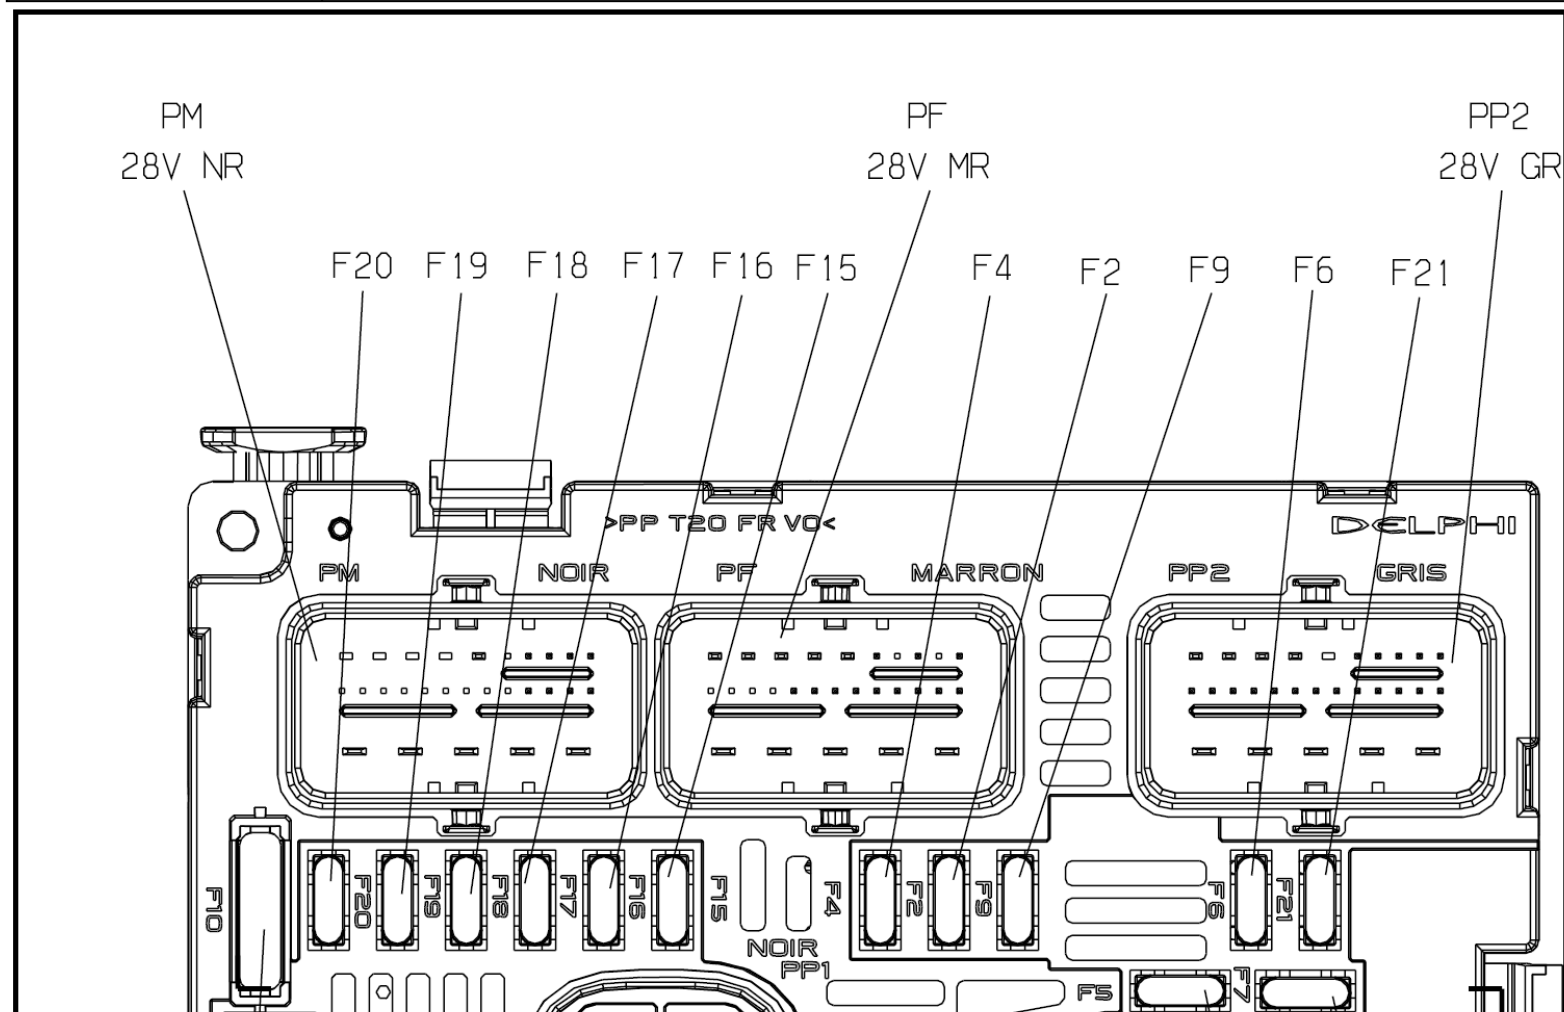 PM
28V NR
PF
28V MR
PP2
28V GR
F20 F19 F18 F17 F16 F15 F4 F2 F9 F6 F21
>PP T20 FR V0<
DELPHI
PM NOIR PF MARRON PP2 GRIS
F10 F20 F19 F18 F17 F16 F15 F4 F2 F9 F6 F21
NOIR
PP1
F5 F7